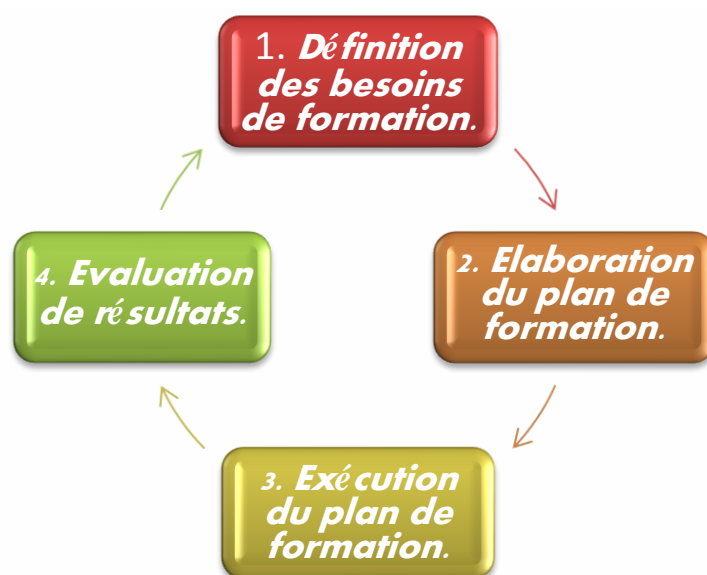 1. Définition
des besoins
de formation.
2. Elaboration
du plan de
formation.
3. Exécution
du plan de
formation.
4. Evaluation
de résultats.